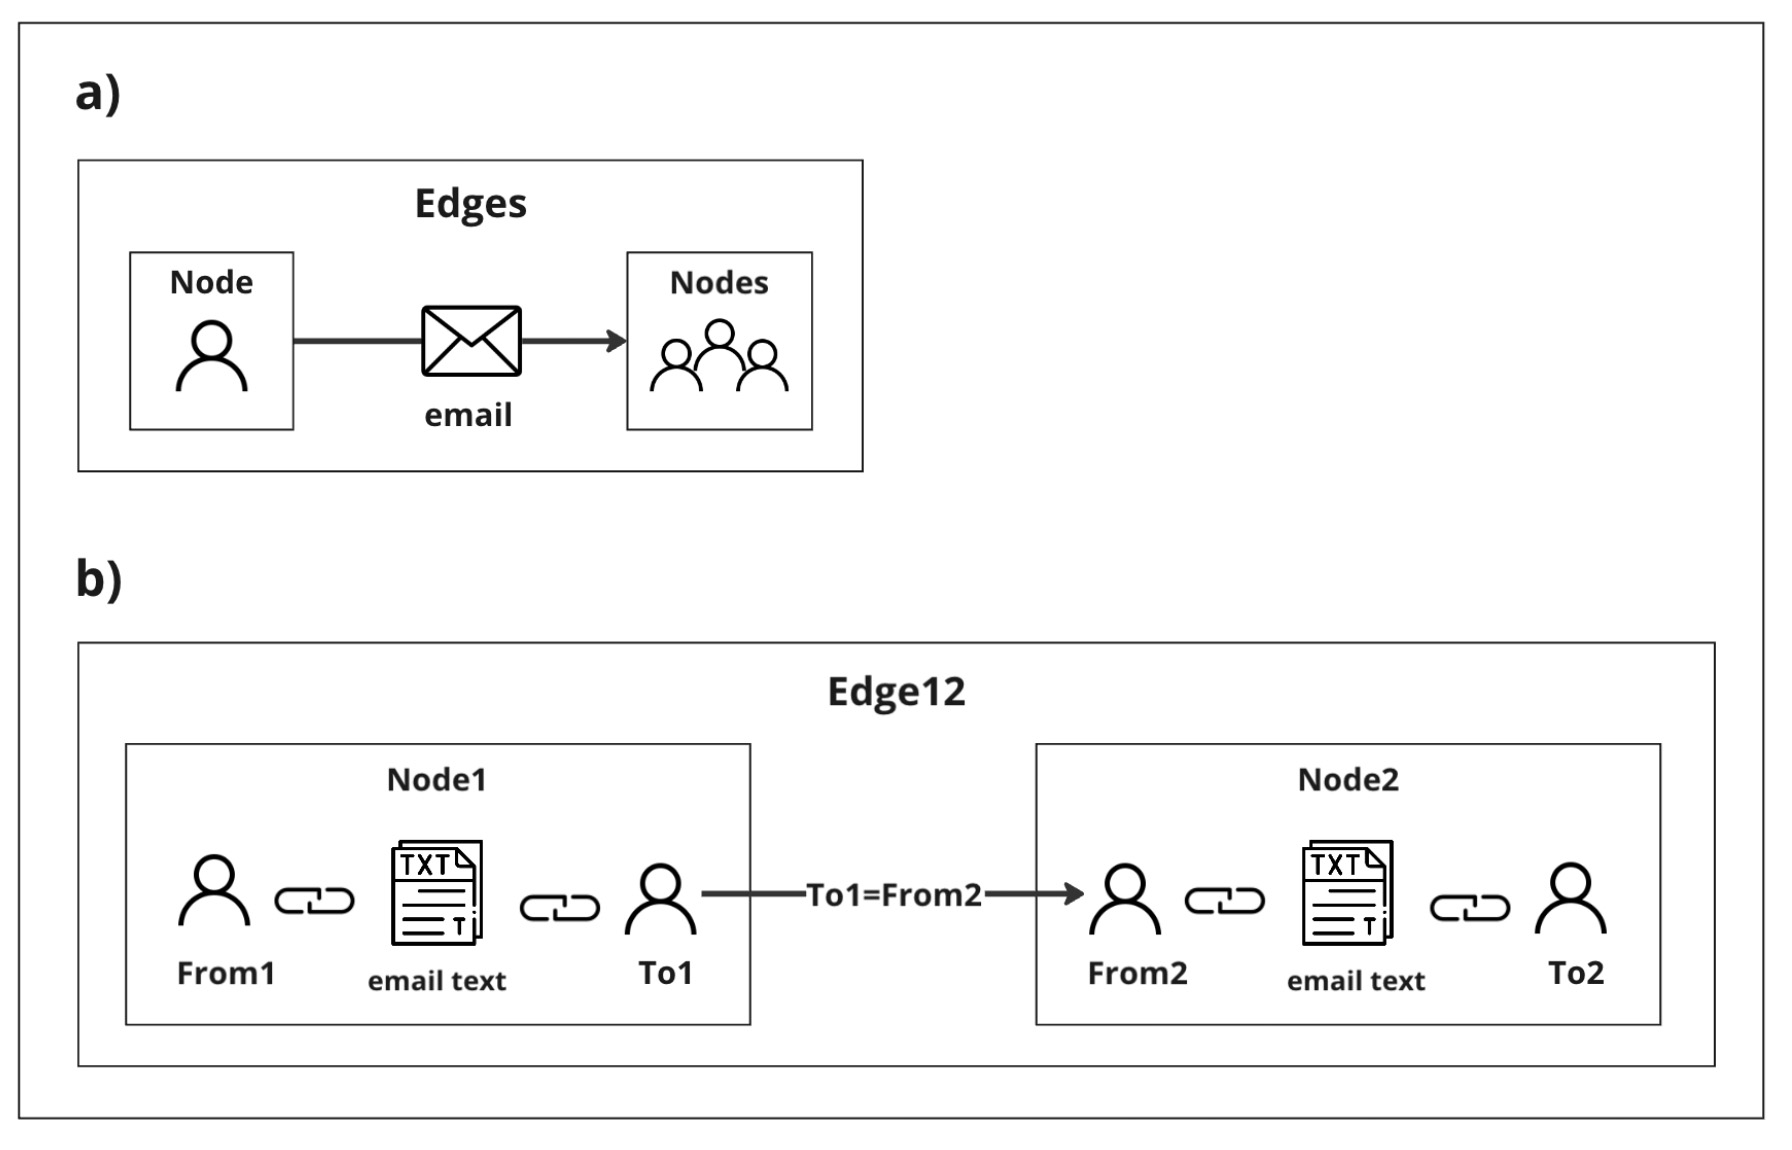 a)
Edges
Node
Nodes
email
b)
Edge12
Node1
Node2
TXT
T
TXT
T
To1=From2
From1
email text
To1
From2
email text
To2